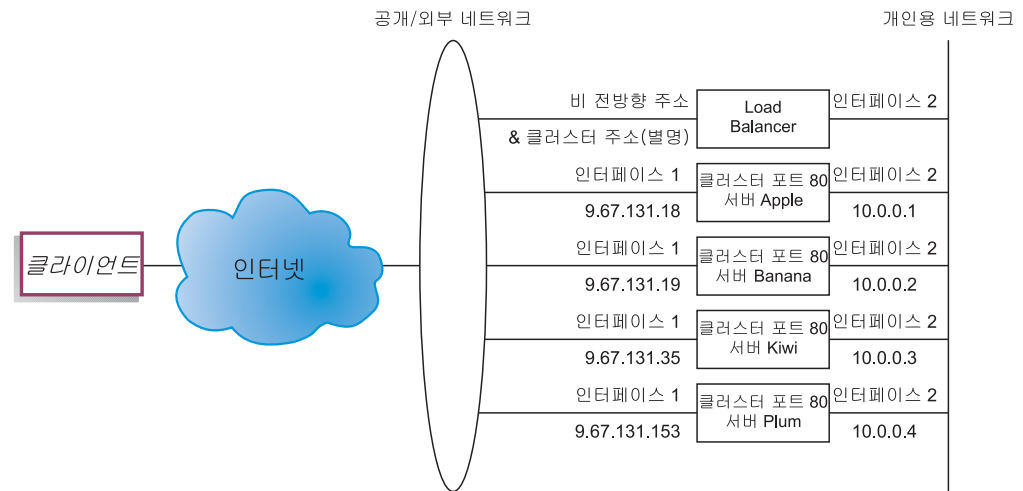 공개/외부 네트워크
개인용 네트워크
비 전방향 주소
& 클러스터 주소(별명)
Load
Balancer
인터페이스 2
인터페이스 1
9.67.131.18
클러스터 포트 80
서버 Apple
인터페이스 2
10.0.0.1
클라이언트
인터넷
인터페이스 1
9.67.131.19
클러스터 포트 80
서버 Banana
인터페이스 2
10.0.0.2
인터페이스 1
9.67.131.35
클러스터 포트 80
서버 Kiwi
인터페이스 2
10.0.0.3
인터페이스 1
9.67.131.153
클러스터 포트 80
서버 Plum
인터페이스 2
10.0.0.4